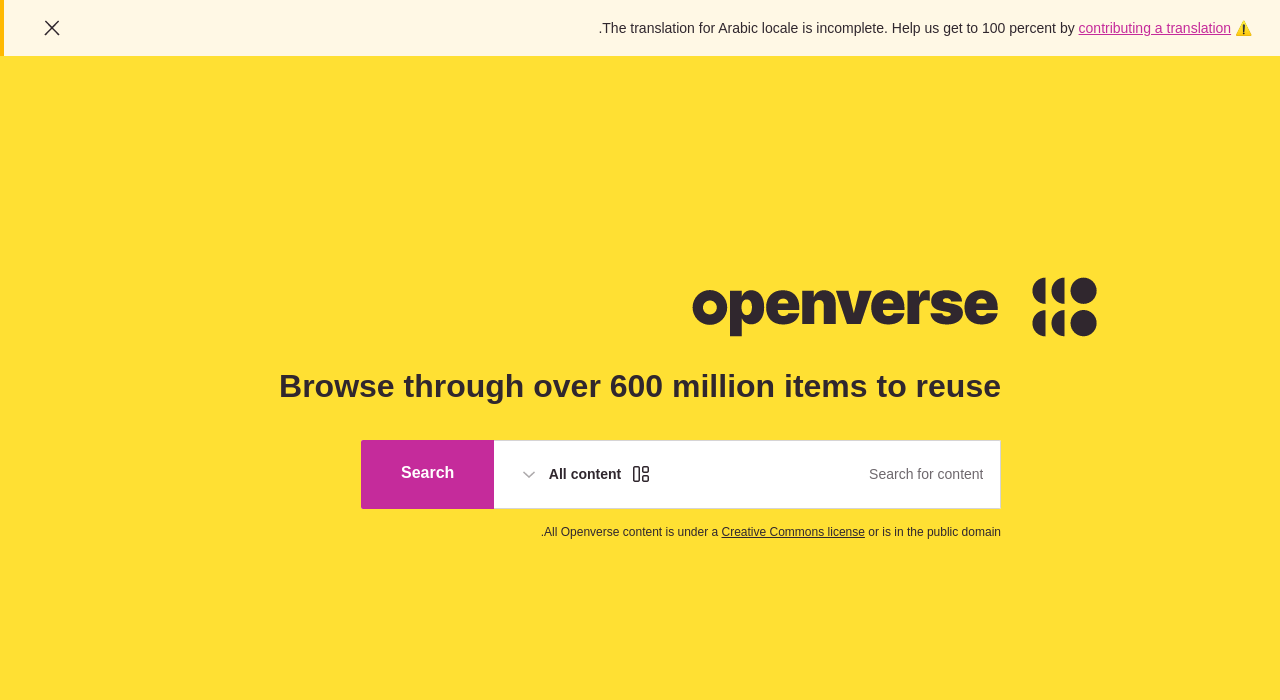 ⚠️ The translation for Arabic locale is incomplete. Help us get to 100 percent by contributing a translation.
openverse
Browse through over 600 million items to reuse
Search for content
All content
Search
All Openverse content is under a Creative Commons license or is in the public domain.